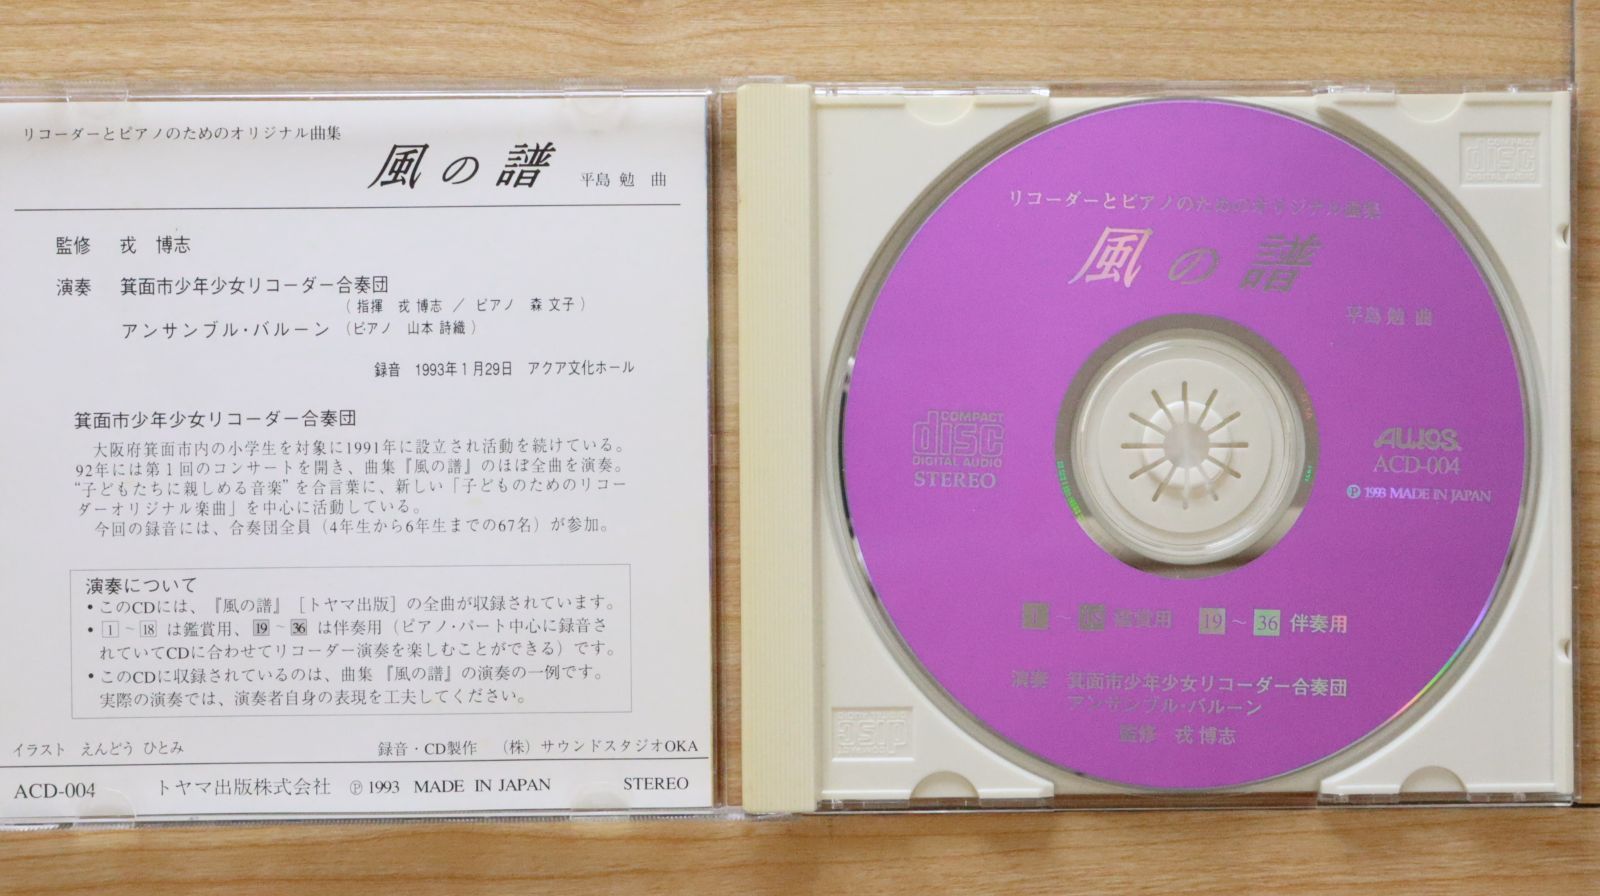 リコーダーとピアノのためのオリジナル曲集
風の譜 平島 勉 曲
監修 戎 博志
演奏 箕面市少年少女リコーダー合奏団
（指揮 戎 博志 ／ ピアノ 森 文子）
アンサンブル・バルーン （ピアノ 山本 詩織）
録音 1993年1月29日 アクア文化ホール
箕面市少年少女リコーダー合奏団
大阪府箕面市内の小学生を対象に1991年に設立され活動を続けている。
92年には第1回のコンサートを開き、曲集『風の譜』のほぼ全曲を演奏。
“子どもたちに親しめる音楽”を合言葉に、新しい「子どものためのリコー
ダーオリジナル楽曲」を中心に活動している。
今回の録音には、合奏団全員（4年生から6年生までの67名）が参加。
演奏について
・このCDには、『風の譜』［トヤマ出版］の全曲が収録されています。
・1～18は鑑賞用、19～36は伴奏用（ピアノ・パート中心に録音さ
れていてCDに合わせてリコーダー演奏を楽しむことができる）です。
・このCDに収録されているのは、曲集『風の譜』の演奏の一例です。
実際の演奏では、演奏者自身の表現を工夫してください。
イラスト えんどう ひとみ 録音・CD製作 （株）サウンドスタジオOKA
ACD-004 トヤマ出版株式会社 Ⓟ1993 MADE IN JAPAN STEREO
リコーダーとピアノのためのオリジナル曲集
風の譜
平島 勉 曲
COMPACT
disc
DIGITAL AUDIO
STEREO
AULOS
ACD-004
Ⓟ 1993 MADE IN JAPAN
1～18 鑑賞用 19～36 伴奏用
演奏 箕面市少年少女リコーダー合奏団
アンサンブル・バルーン
監修 戎 博志
COMPACT
disc
DIGITAL AUDIO
COMPACT
disc
DIGITAL AUDIO